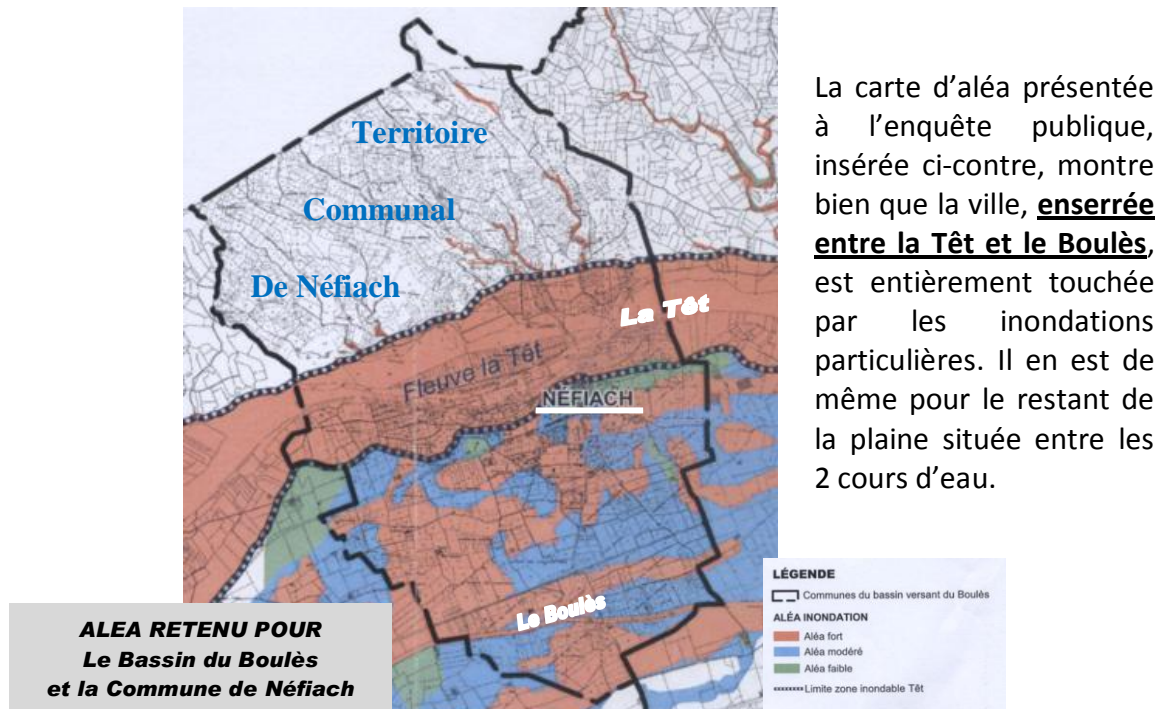 Territoire
Communal
De Néfiach
La Têt
Fleuve la Têt
NÉFIACH
Le Boulès
La carte d’aléa présentée
à l’enquête publique,
insérée ci-contre, montre
bien que la ville, enserrée
entre la Têt et le Boulès,
est entièrement touchée
par les inondations
particulières. Il en est de
même pour le restant de
la plaine située entre les
2 cours d’eau.
LÉGENDE
Communes du bassin versant du Boulès
ALÉA INONDATION
Aléa fort
Aléa modéré
Aléa faible
Limite zone inondable Têt
ALEA RETENU POUR
Le Bassin du Boulès
et la Commune de Néfiach